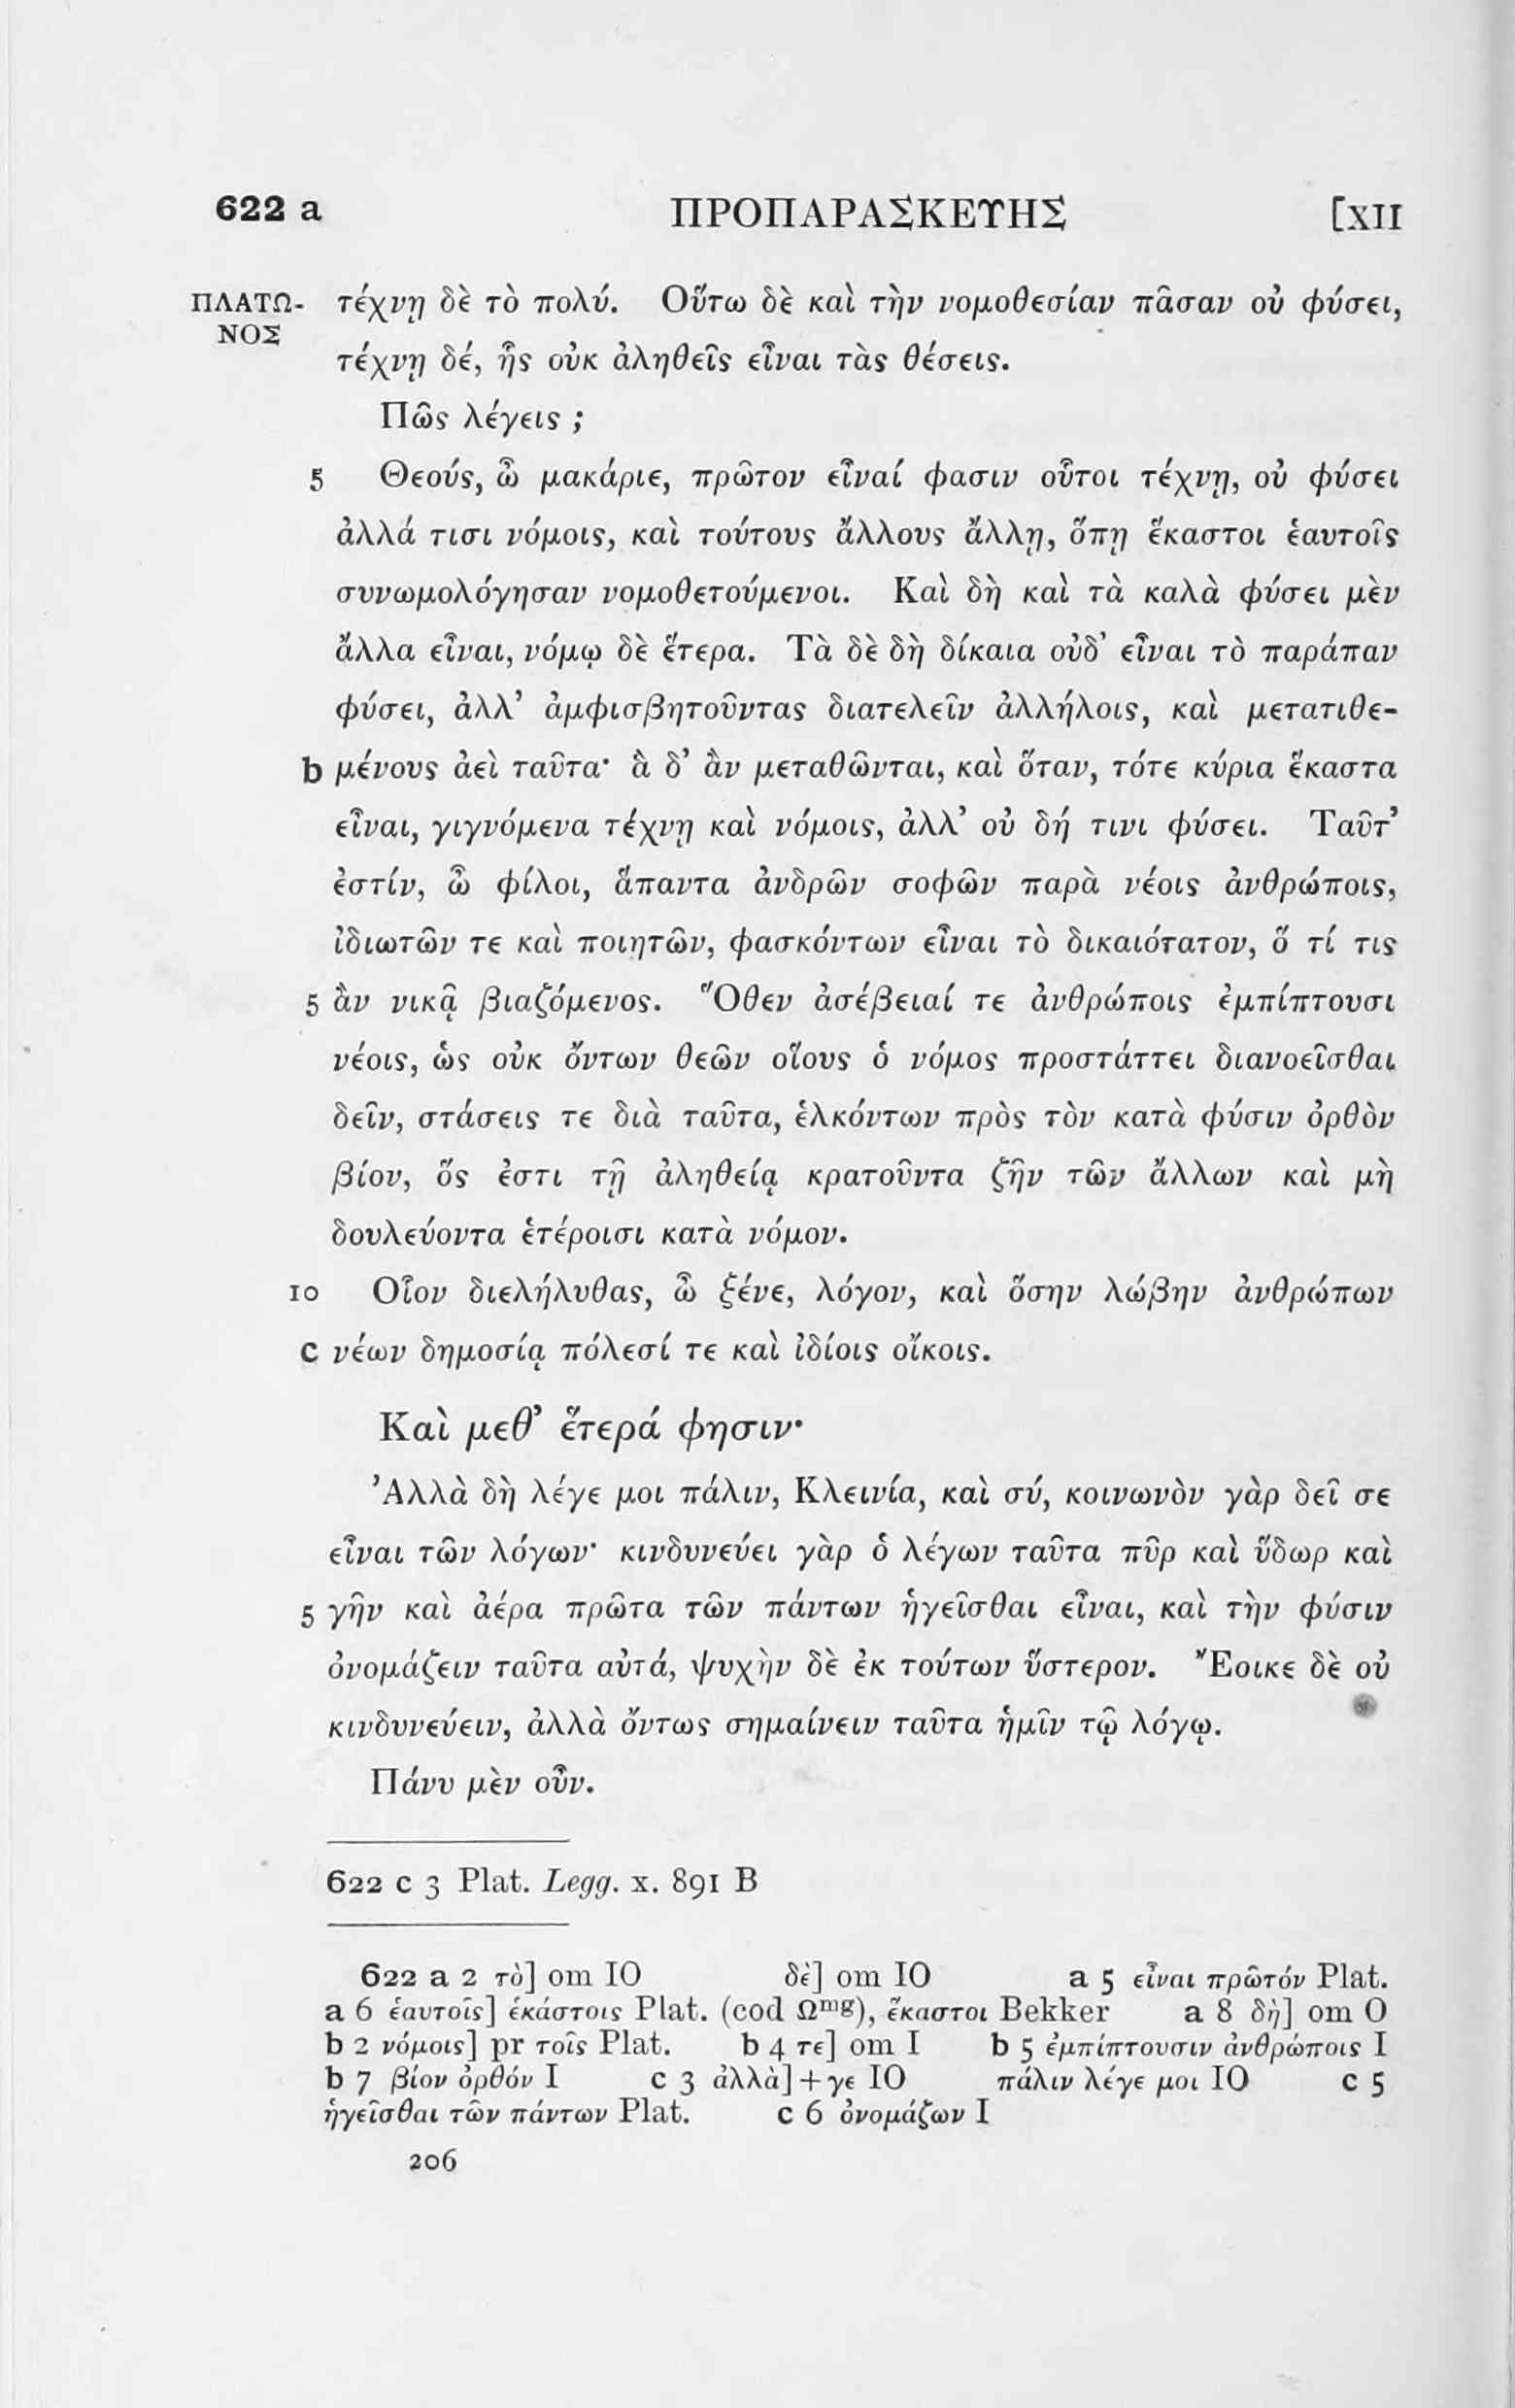 622 a ΠΡΟΠΑΡΑΣΚΕΥΗΣ [XII
ΠΛΑΤΩ- τέχνῃ δὲ τὸ πολύ. Οὕτω δὲ καὶ τὴν νομοθεσίαν πᾶσαν οὐ φύσει,
ΝΟΣ
τέχνῃ δέ, ἧς οὐκ ἀληθεῖς εἶναι τὰς θέσεις.
Πῶς λέγεις ;
5 Θεούς, ὦ μακάριε, πρῶτον εἶναί φασιν οὗτοι τέχνῃ, οὐ φύσει
ἀλλά τισι νόμοις, καὶ τούτους ἄλλους ἄλλῃ, ὅπῃ ἕκαστοι ἑαυτοῖς
συνωμολόγησαν νομοθετούμενοι. Καὶ δὴ καὶ τὰ καλὰ φύσει μὲν
ἄλλα εἶναι, νόμῳ δὲ ἕτερα. Τὰ δὲ δὴ δίκαια οὐδ’ εἶναι τὸ παράπαν
φύσει, ἀλλ’ ἀμφισβητοῦντας διατελεῖν ἀλλήλοις, καὶ μετατιθε-
b μένους ἀεὶ ταῦτα· ἃ δ’ ἂν μεταθῶνται, καὶ ὅταν, τότε κύρια ἕκαστα
εἶναι, γιγνόμενα τέχνῃ καὶ νόμοις, ἀλλ’ οὐ δή τινι φύσει. Ταῦτ’
ἐστίν, ὦ φίλοι, ἅπαντα ἀνδρῶν σοφῶν παρὰ νέοις ἀνθρώποις,
ἰδιωτῶν τε καὶ ποιητῶν, φασκόντων εἶναι τὸ δικαιότατον, ὅ τί τις
5 ἂν νικᾷ βιαζόμενος. Ὅθεν ἀσέβειαί τε ἀνθρώποις ἐμπίπτουσι
νέοις, ὡς οὐκ ὄντων θεῶν οἵους ὁ νόμος προστάττει διανοεῖσθαι
δεῖν, στάσεις τε διὰ ταῦτα, ἑλκόντων πρὸς τὸν κατὰ φύσιν ὀρθὸν
βίον, ὅς ἐστι τῇ ἀληθείᾳ κρατοῦντα ζῆν τῶν ἄλλων καὶ μὴ
δουλεύοντα ἑτέροισι κατὰ νόμον.
10 Οἷον διελήλυθας, ὦ ξένε, λόγον, καὶ ὅσην λώβην ἀνθρώπων
c νέων δημοσίᾳ πόλεσί τε καὶ ἰδίοις οἴκοις.
Καὶ μεθ’ ἕτερά φησιν·
Ἀλλὰ δὴ λέγε μοι πάλιν, Κλεινία, καὶ σύ, κοινωνὸν γὰρ δεῖ σε
εἶναι τῶν λόγων· κινδυνεύει γὰρ ὁ λέγων ταῦτα πῦρ καὶ ὕδωρ καὶ
5 γῆν καὶ ἀέρα πρῶτα τῶν πάντων ἡγεῖσθαι εἶναι, καὶ τὴν φύσιν
ὀνομάζειν ταῦτα αὐτά, ψυχὴν δὲ ἐκ τούτων ὕστερον. Ἔοικε δὲ οὐ
κινδυνεύειν, ἀλλὰ ὄντως σημαίνειν ταῦτα ἡμῖν τῷ λόγῳ.
Πάνυ μὲν οὖν.
622 c 3 Plat. Legg. x. 891 B
622 a 2 τὸ] om IO δὲ] om IO a 5 εἶναι πρῶτόν Plat.
a 6 ἑαυτοῖς] ἑκάστοις Plat. (cod Ωᵐᵍ), ἕκαστοι Bekker a 8 δὴ] om O
b 2 νόμοις] pr τοῖς Plat. b 4 τε] om I b 5 ἐμπίπτουσιν ἀνθρώποις I
b 7 βίον ὀρθόν I c 3 ἀλλὰ]+γε IO πάλιν λέγε μοι IO c 5
ἡγεῖσθαι τῶν πάντων Plat. c 6 ὀνομάζων I
206